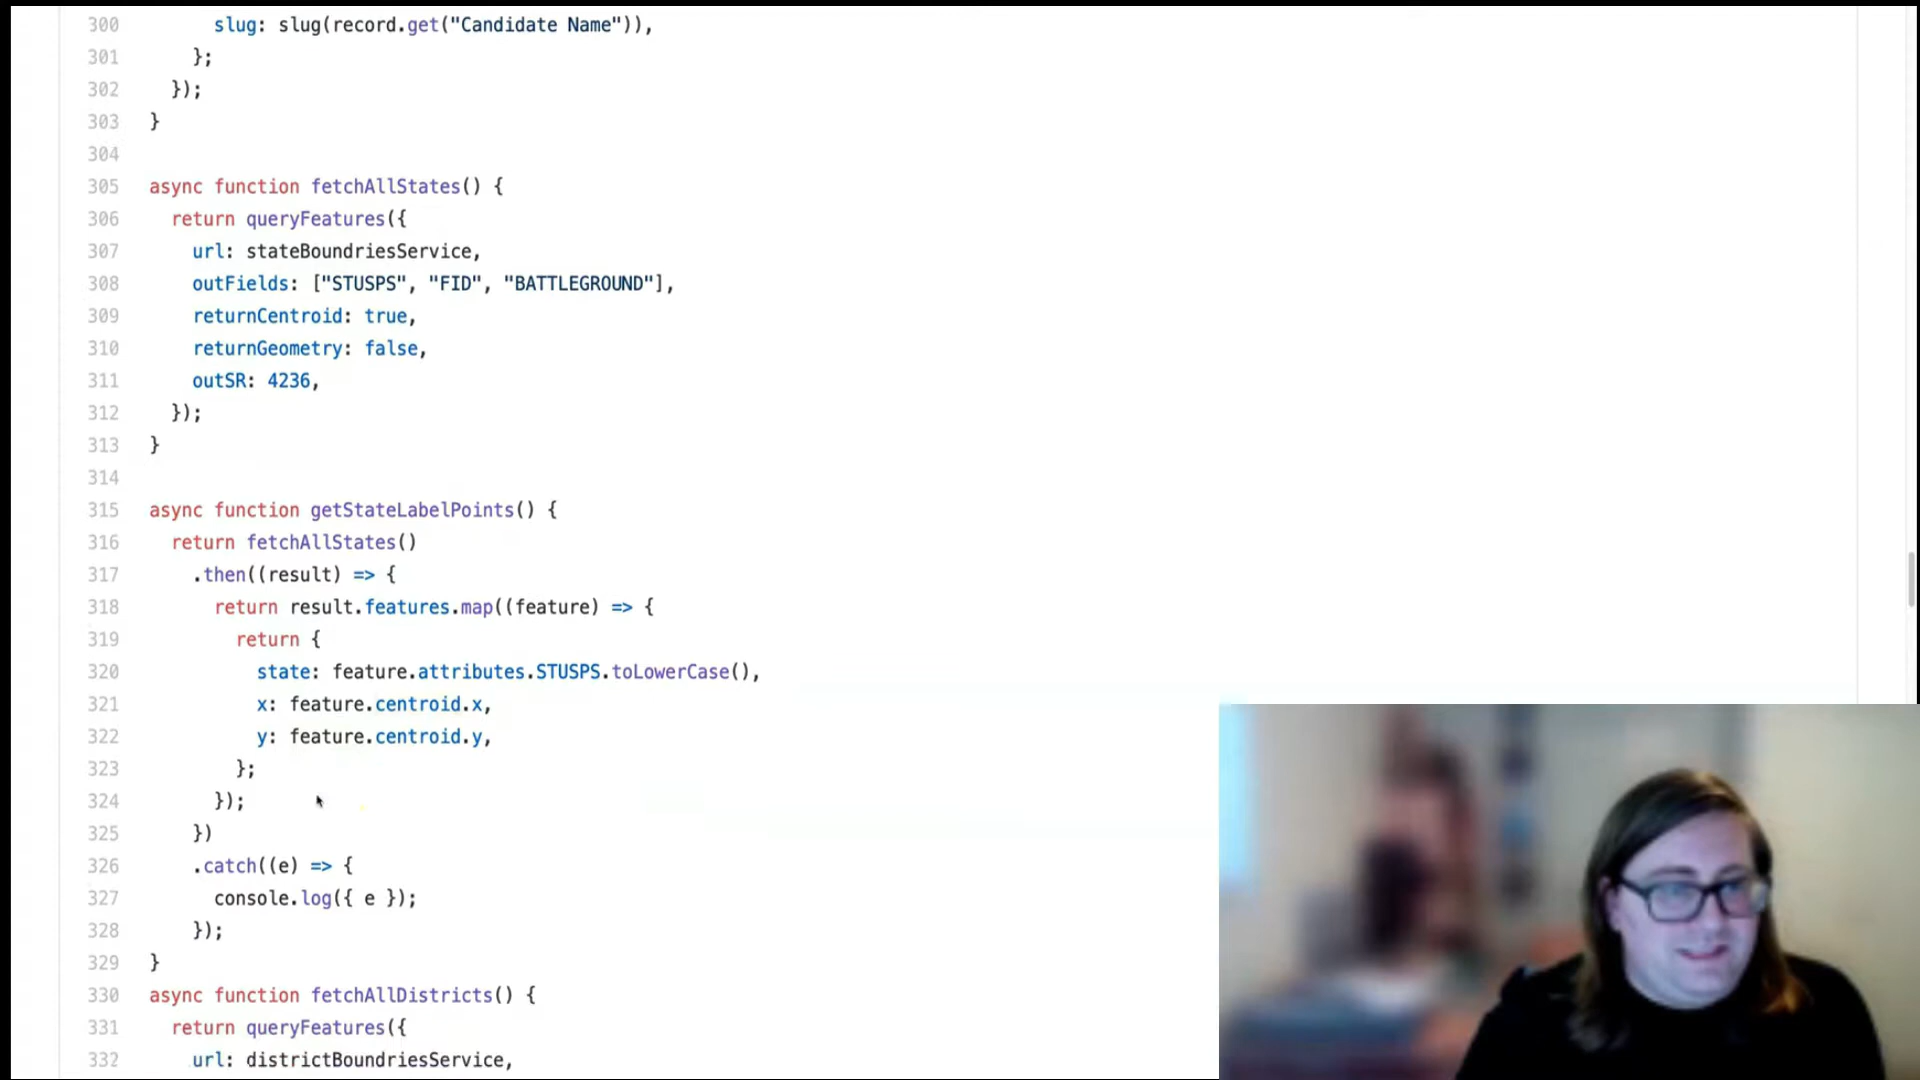 300 slug: slug(record.get("Candidate Name")),
301 };
302 });
303 }
304
305 async function fetchAllStates() {
306 return queryFeatures({
307 url: stateBoundriesService,
308 outFields: ["STUSPS", "FID", "BATTLEGROUND"],
309 returnCentroid: true,
310 returnGeometry: false,
311 outSR: 4236,
312 });
313 }
314
315 async function getStateLabelPoints() {
316 return fetchAllStates()
317 .then((result) => {
318 return result.features.map((feature) => {
319 return {
320 state: feature.attributes.STUSPS.toLowerCase(),
321 x: feature.centroid.x,
322 y: feature.centroid.y,
323 };
324 });
325 })
326 .catch((e) => {
327 console.log({ e });
328 });
329 }
330 async function fetchAllDistricts() {
331 return queryFeatures({
332 url: districtBoundriesService,